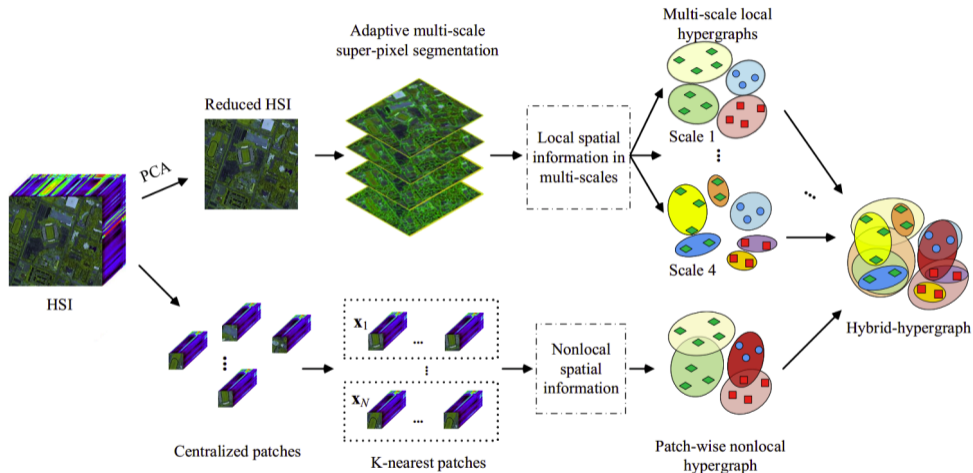 Adaptive multi-scale
super-pixel segmentation
Multi-scale local
hypergraphs
Reduced HSI
PCA
Local spatial
information in
multi-scales
Scale 1
Scale 4
HSI
Hybrid-hypergraph
x1
...
xN
...
Nonlocal
spatial
information
Centralized patches
K-nearest patches
Patch-wise nonlocal
hypergraph